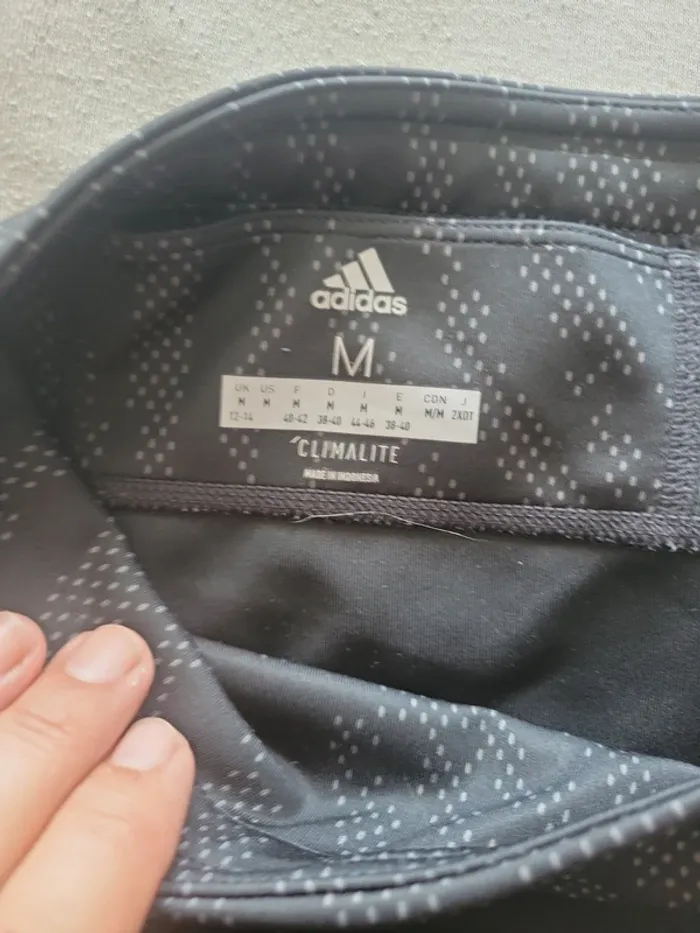 adidas
M
UK US F D I E CDN J
M M M M M M M/M 2XOT
12-14 40-42 38-40 44-46 38-40
CLIMALITE
MADE IN INDONESIA